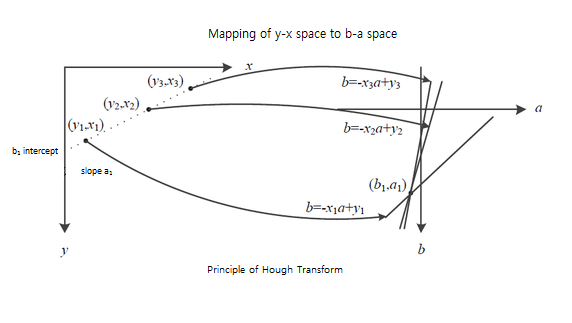 Mapping of y-x space to b-a space
x
(y₃,x₃)
b=-x₃a+y₃
(y₂,x₂)
a
(y₁,x₁)
b=-x₂a+y₂
b₁ intercept
slope a₁
(b₁,a₁)
b=-x₁a+y₁
y
b
Principle of Hough Transform